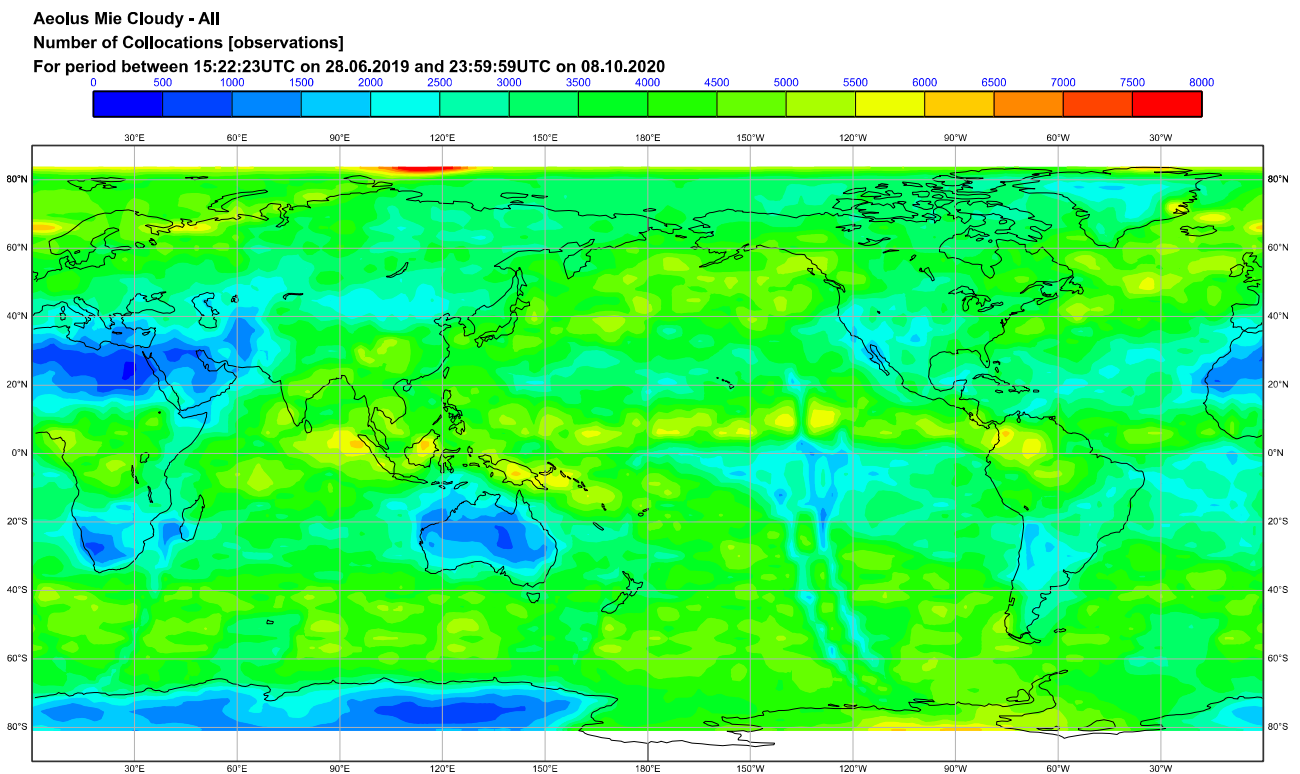 Aeolus Mie Cloudy - All
Number of Collocations [observations]
For period between 15:22:23UTC on 28.06.2019 and 23:59:59UTC on 08.10.2020
0 500 1000 1500 2000 2500 3000 3500 4000 4500 5000 5500 6000 6500 7000 7500 8000
30°E 60°E 90°E 120°E 150°E 180°E 150°W 120°W 90°W 60°W 30°W
80°N 80°N
60°N 60°N
40°N 40°N
20°N 20°N
0°N 0°N
20°S 20°S
40°S 40°S
60°S 60°S
80°S 80°S
30°E 60°E 90°E 120°E 150°E 180°E 150°W 120°W 90°W 60°W 30°W